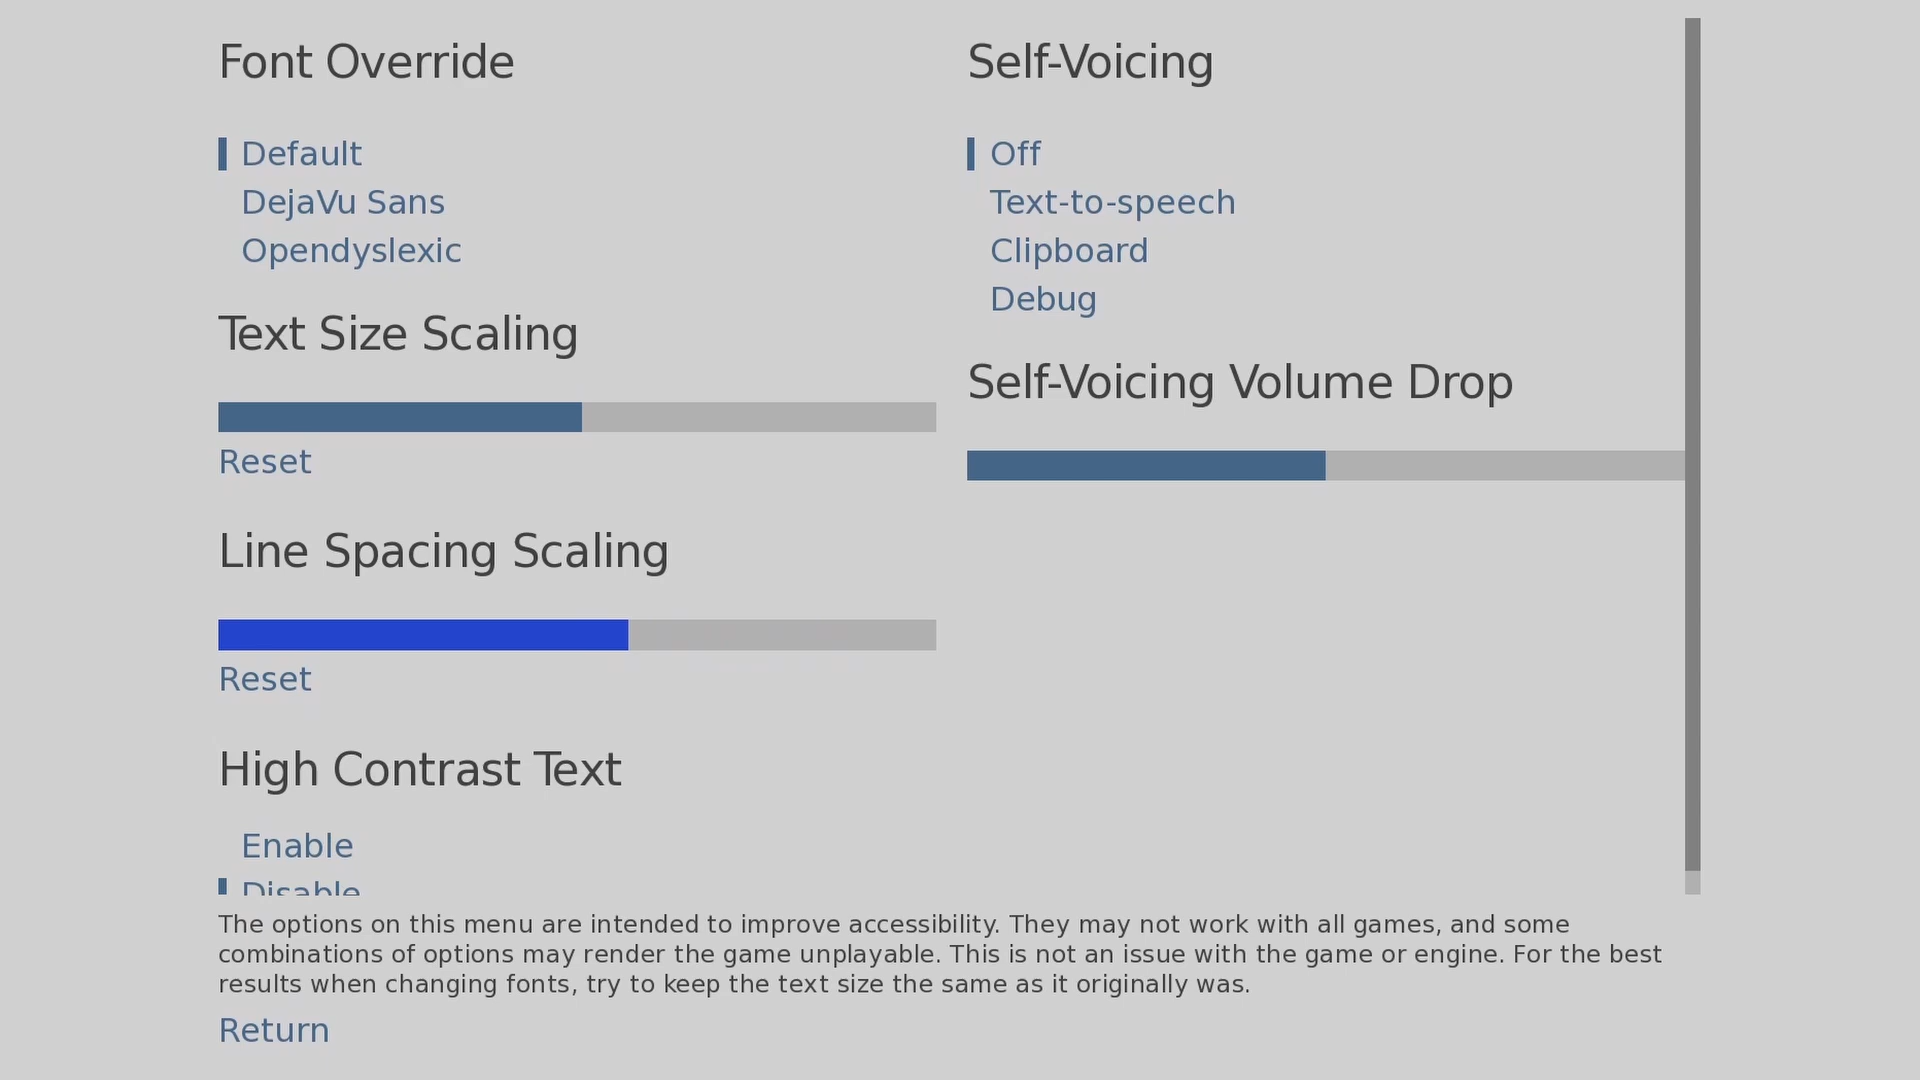 Font Override
Default
DejaVu Sans
Opendyslexic
Text Size Scaling
Reset
Line Spacing Scaling
Reset
High Contrast Text
Enable
Disable
Self-Voicing
Off
Text-to-speech
Clipboard
Debug
Self-Voicing Volume Drop
The options on this menu are intended to improve accessibility. They may not work with all games, and some
combinations of options may render the game unplayable. This is not an issue with the game or engine. For the best
results when changing fonts, try to keep the text size the same as it originally was.
Return